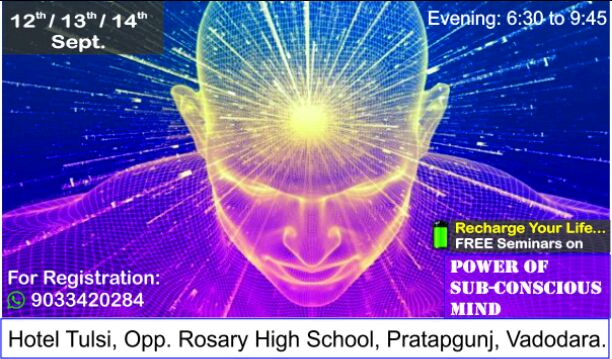 12th / 13th / 14th
Sept.
Evening: 6:30 to 9:45
Recharge Your Life...
FREE Seminars on
POWER OF
SUB-CONSCIOUS
MIND
For Registration:
9033420284
Hotel Tulsi, Opp. Rosary High School, Pratapgunj, Vadodara.